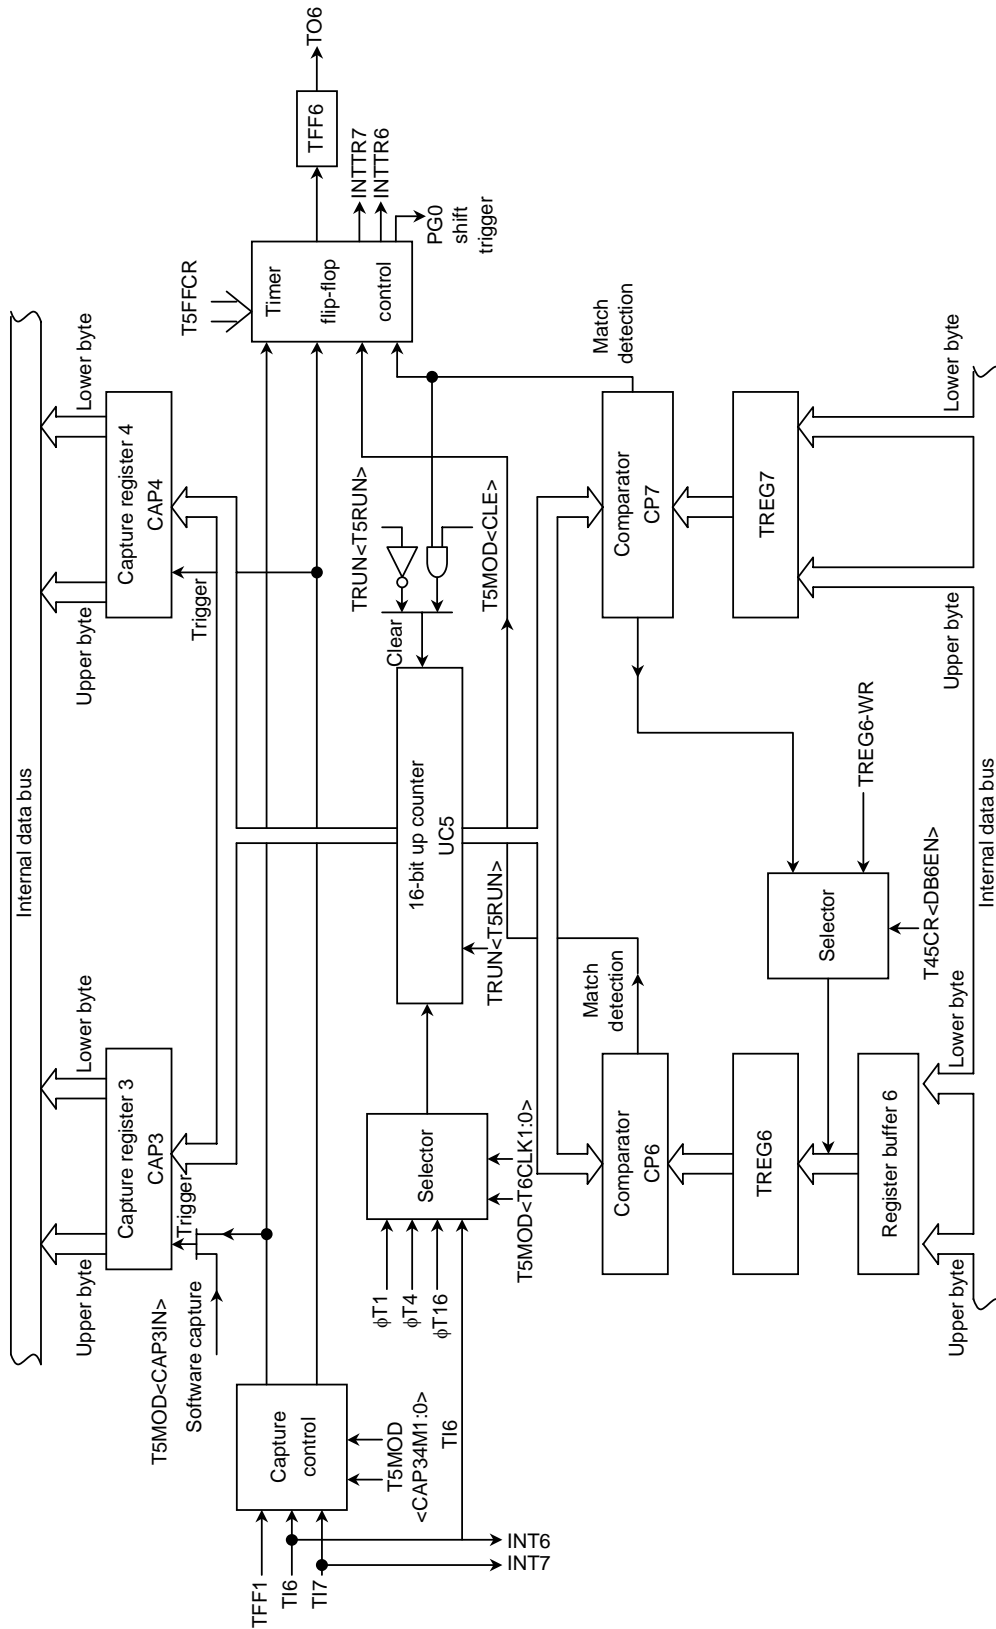 Internal data bus
Upper byte
Lower byte
Upper byte
Lower byte
T5MOD<CAP3IN>
Software capture
Capture register 3
CAP3
Trigger
Capture register 4
CAP4
Trigger
T5FFCR
TFF1
TI6
TI7
Capture
control
T5MOD
<CAP34M1:0>
INT6
INT7
TI6
φT1
φT4
φT16
Selector
T5MOD<T6CLK1:0>
16-bit up counter
UC5
TRUN<T5RUN>
Clear
TRUN<T5RUN>
T5MOD<CLE>
Timer
flip-flop
control
TFF6
TO6
INTTR7
INTTR6
PG0
shift
trigger
Match
detection
Match
detection
Comparator
CP6
Comparator
CP7
TREG6
TREG7
Selector
TREG6-WR
T45CR<DB6EN>
Register buffer 6
Upper byte
Lower byte
Upper byte
Lower byte
Internal data bus